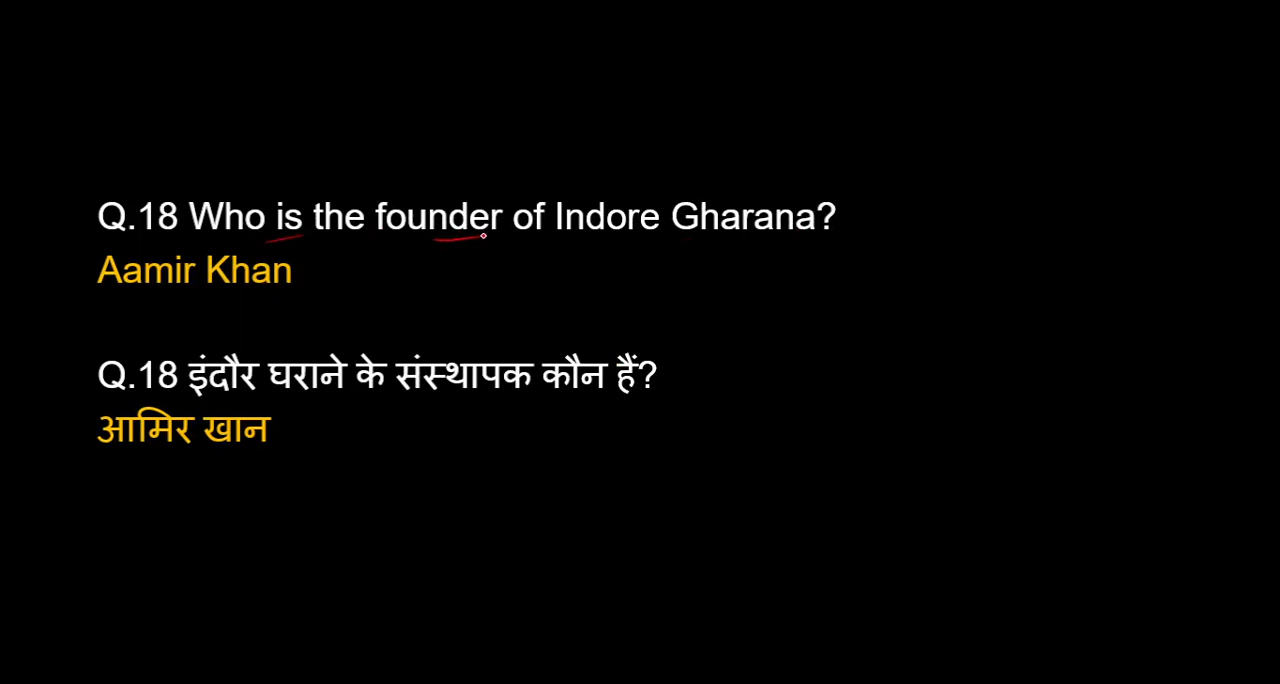 Q.18 Who is the founder of Indore Gharana?
Aamir Khan
Q.18 इंदौर घराने के संस्थापक कौन हैं?
आमिर खान